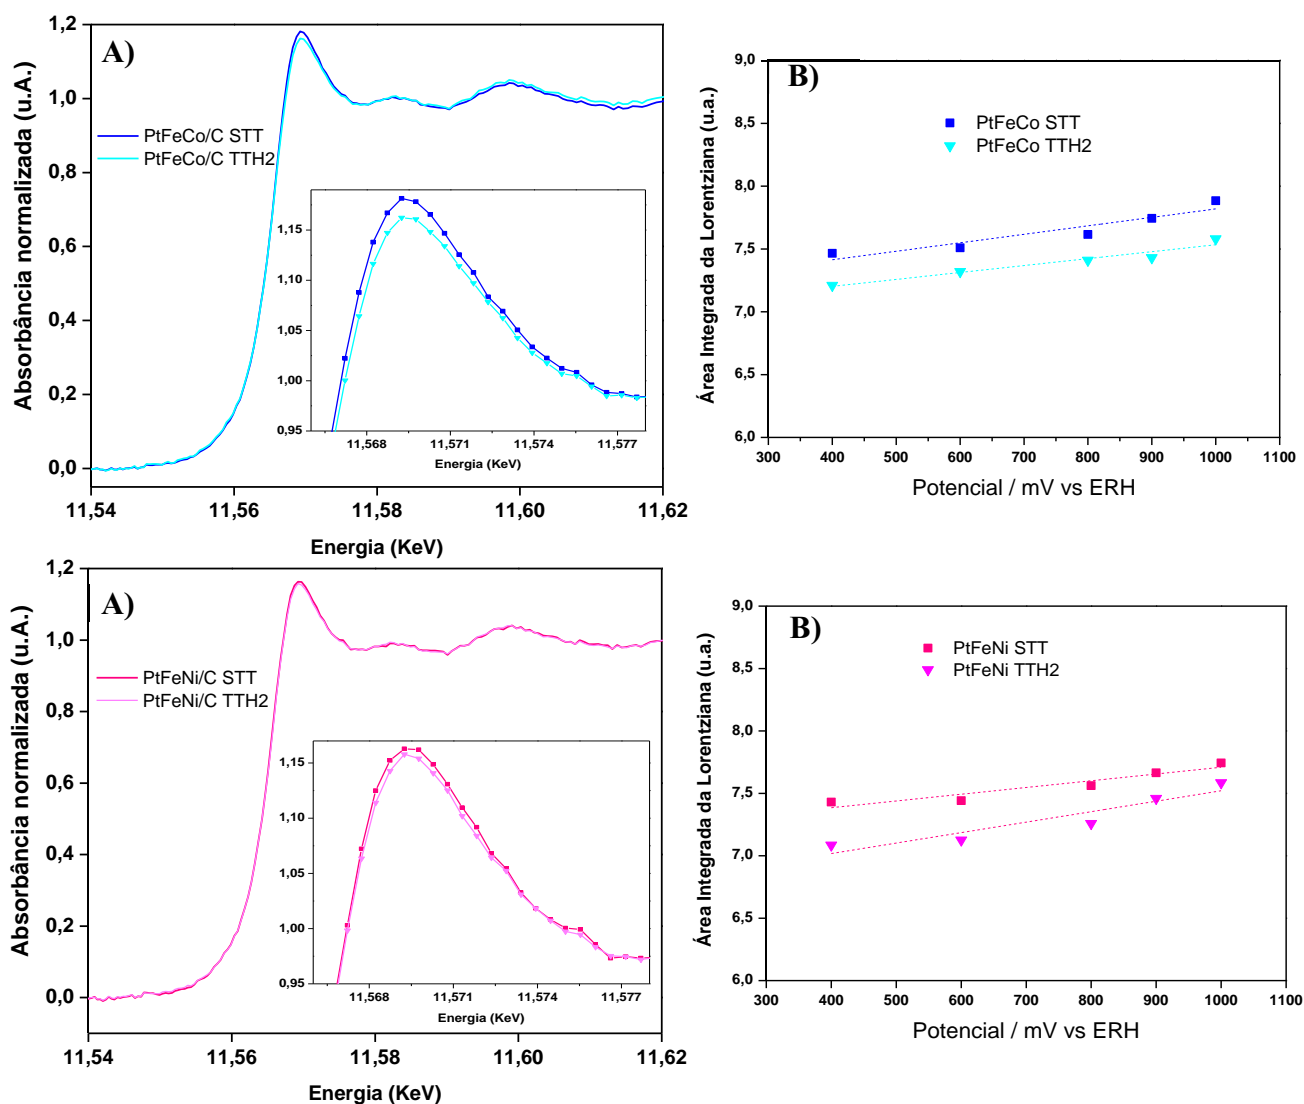 A)
Absorbância normalizada (u.A.)
1,2
1,0
0,8
0,6
0,4
0,2
0,0
PtFeCo/C STT
PtFeCo/C TTH2
1,15
1,10
1,05
1,00
0,95
11,568 11,571 11,574 11,577
Energia (KeV)
11,54 11,56 11,58 11,60 11,62
Energia (KeV)
B)
Área Integrada da Lorentziana (u.a.)
9,0
8,5
8,0
7,5
7,0
6,5
6,0
PtFeCo STT
PtFeCo TTH2
300 400 500 600 700 800 900 1000 1100
Potencial / mV vs ERH
A)
Absorbância normalizada (u.A.)
1,2
1,0
0,8
0,6
0,4
0,2
0,0
PtFeNi/C STT
PtFeNi/C TTH2
1,15
1,10
1,05
1,00
0,95
11,568 11,571 11,574 11,577
Energia (KeV)
11,54 11,56 11,58 11,60 11,62
Energia (KeV)
B)
Área Integrada da Lorentziana (u.a.)
9,0
8,5
8,0
7,5
7,0
6,5
6,0
PtFeNi STT
PtFeNi TTH2
300 400 500 600 700 800 900 1000 1100
Potencial / mV vs ERH